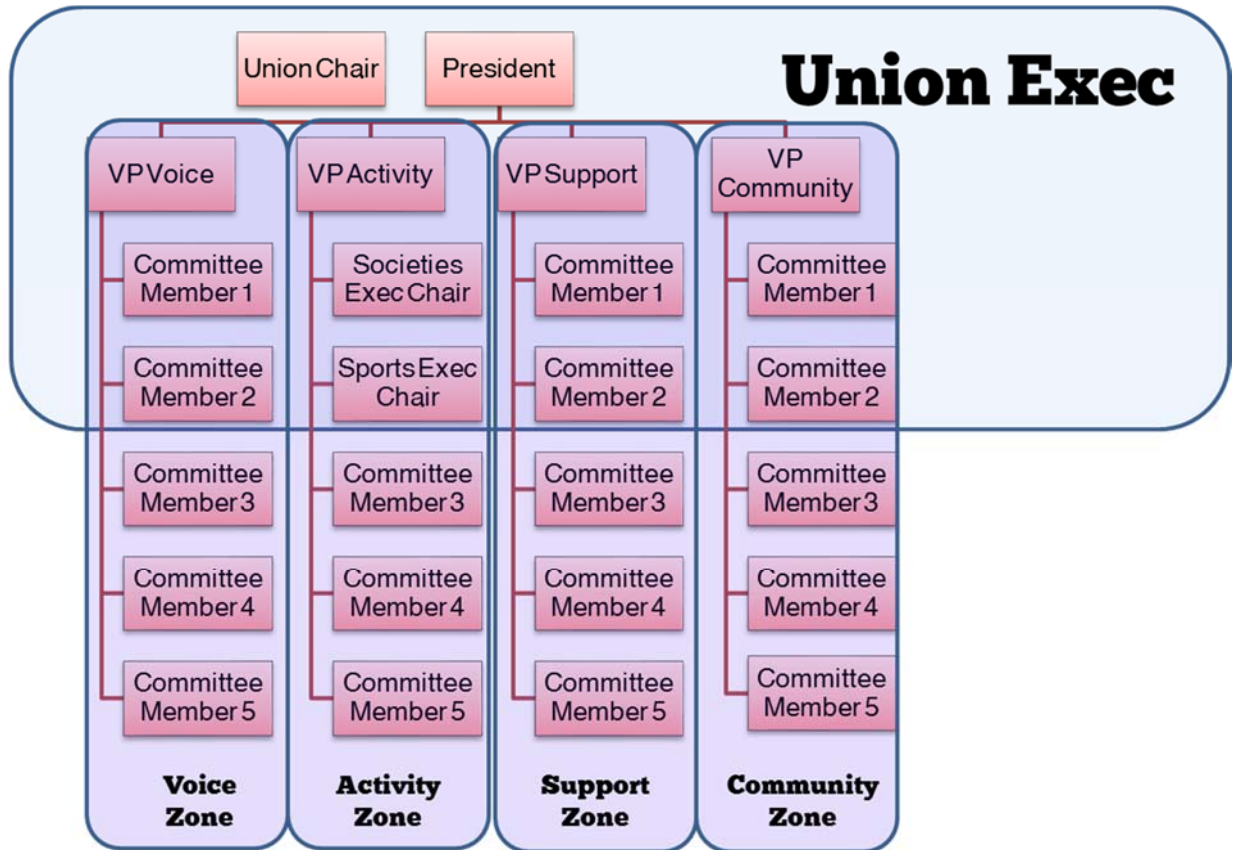 Union Chair
President
Union Exec
VP Voice
VP Activity
VP Support
VP
Community
Committee
Member 1
Societies
Exec Chair
Committee
Member 1
Committee
Member 1
Committee
Member 2
Sports Exec
Chair
Committee
Member 2
Committee
Member 2
Committee
Member 3
Committee
Member 3
Committee
Member 3
Committee
Member 3
Committee
Member 4
Committee
Member 4
Committee
Member 4
Committee
Member 4
Committee
Member 5
Committee
Member 5
Committee
Member 5
Committee
Member 5
Voice
Zone
Activity
Zone
Support
Zone
Community
Zone